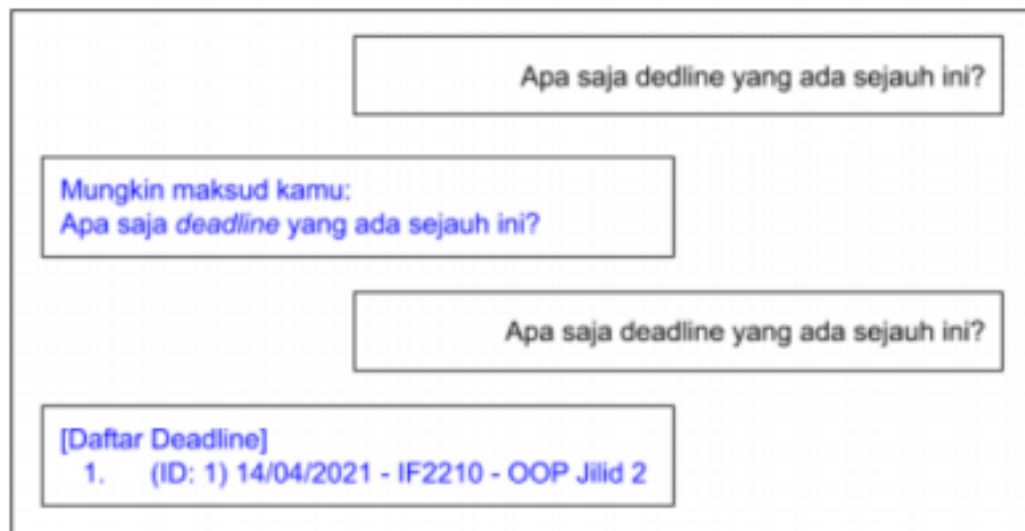 Apa saja dedline yang ada sejauh ini?
Mungkin maksud kamu:
Apa saja deadline yang ada sejauh ini?
Apa saja deadline yang ada sejauh ini?
[Daftar Deadline]
1. (ID: 1) 14/04/2021 - IF2210 - OOP Jilid 2